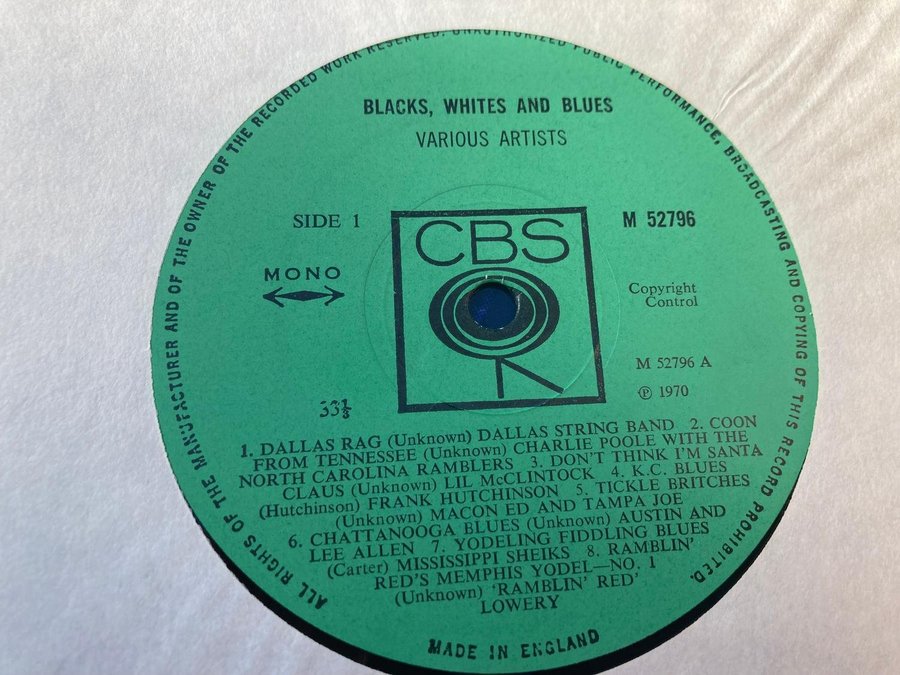 ALL RIGHTS OF THE MANUFACTURER AND OF THE OWNER OF THE RECORDED WORK RESERVED. UNAUTHORIZED PUBLIC PERFORMANCE, BROADCASTING AND COPYING OF THIS RECORD PROHIBITED.
BLACKS, WHITES AND BLUES
VARIOUS ARTISTS
SIDE 1
M 52796
CBS
MONO
Copyright
Control
M 52796 A
℗ 1970
33⅓
1. DALLAS RAG (Unknown) DALLAS STRING BAND 2. COON
FROM TENNESSEE (Unknown) CHARLIE POOLE WITH THE
NORTH CAROLINA RAMBLERS 3. DON'T THINK I'M SANTA
CLAUS (Unknown) LIL McCLINTOCK 4. K.C. BLUES
(Hutchinson) FRANK HUTCHINSON 5. TICKLE BRITCHES
(Unknown) MACON ED AND TAMPA JOE
6. CHATTANOOGA BLUES (Unknown) AUSTIN AND
LEE ALLEN 7. YODELING FIDDLING BLUES
(Carter) MISSISSIPPI SHEIKS 8. RAMBLIN'
RED'S MEMPHIS YODEL—NO. 1
(Unknown) 'RAMBLIN' RED'
LOWERY
MADE IN ENGLAND